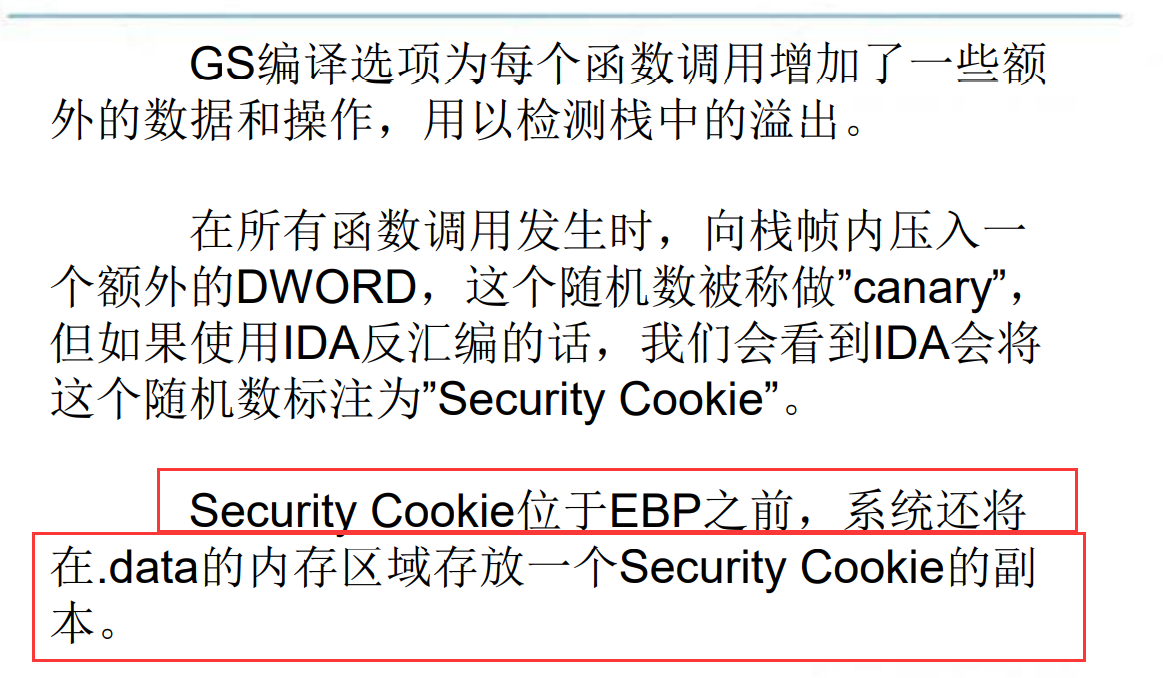 GS编译选项为每个函数调用增加了一些额
外的数据和操作，用以检测栈中的溢出。
在所有函数调用发生时，向栈帧内压入一
个额外的DWORD，这个随机数被称做”canary”，
但如果使用IDA反汇编的话，我们会看到IDA会将
这个随机数标注为”Security Cookie”。
Security Cookie位于EBP之前，系统还将
在.data的内存区域存放一个Security Cookie的副
本。